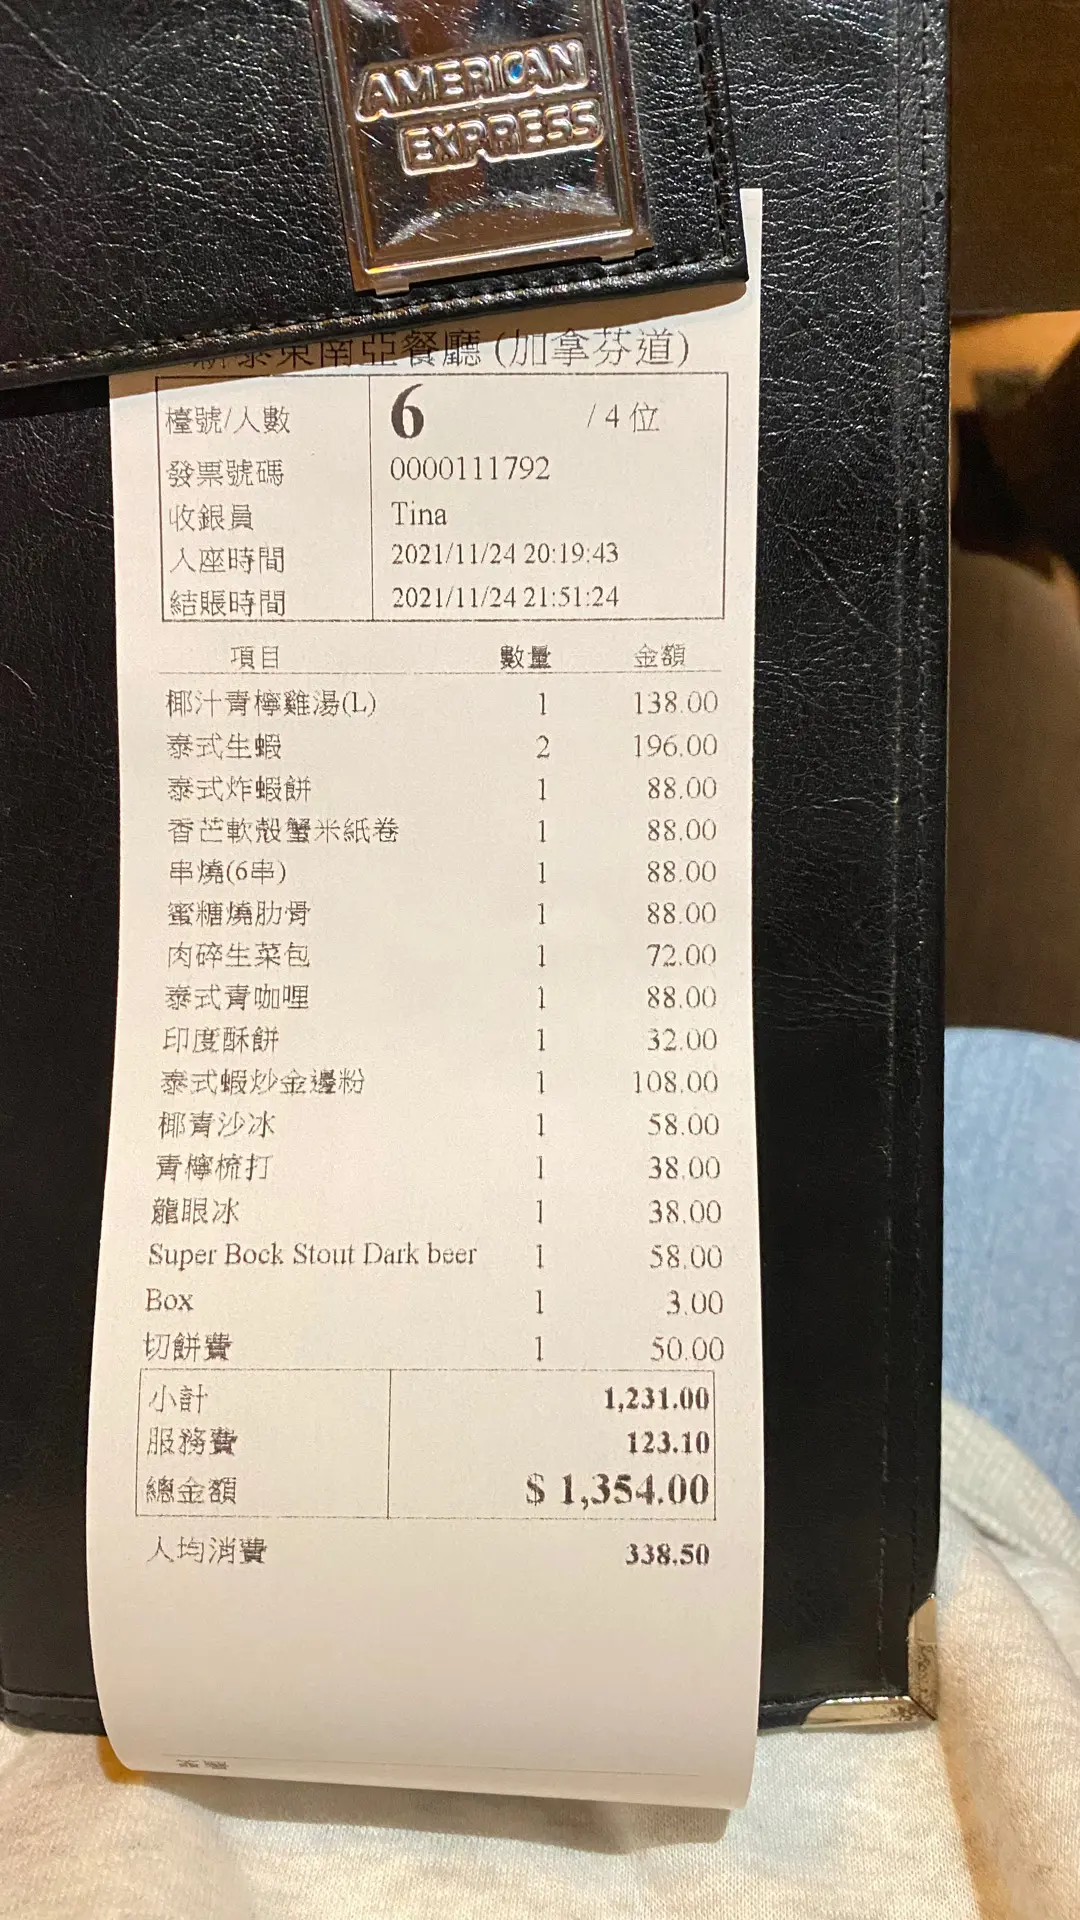 AMERICAN
EXPRESS
泰東南亞餐廳 (加拿芬道)
檯號/人數 6 / 4 位
發票號碼 0000111792
收銀員 Tina
入座時間 2021/11/24 20:19:43
結賬時間 2021/11/24 21:51:24
項目 數量 金額
椰汁青檸雞湯(L) 1 138.00
泰式生蝦 2 196.00
泰式炸蝦餅 1 88.00
香芒軟殼蟹米紙卷 1 88.00
串燒(6串) 1 88.00
蜜糖燒肋骨 1 88.00
肉碎生菜包 1 72.00
泰式青咖哩 1 88.00
印度酥餅 1 32.00
泰式蝦炒金邊粉 1 108.00
椰青沙冰 1 58.00
青檸梳打 1 38.00
龍眼冰 1 38.00
Super Bock Stout Dark beer 1 58.00
Box 1 3.00
切餅費 1 50.00
小計 1,231.00
服務費 123.10
總金額 $ 1,354.00
人均消費 338.50